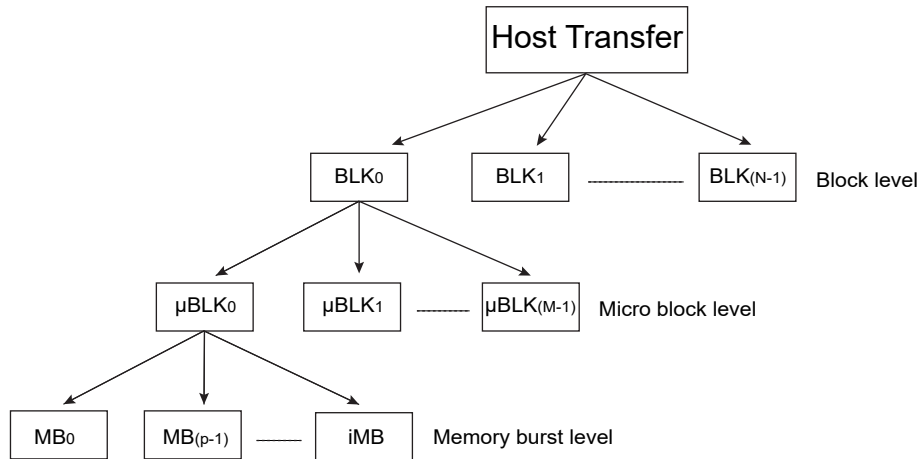 Host Transfer
BLK0 BLK1 BLK(N-1) Block level
µBLK0 µBLK1 µBLK(M-1) Micro block level
MB0 MB(p-1) iMB Memory burst level